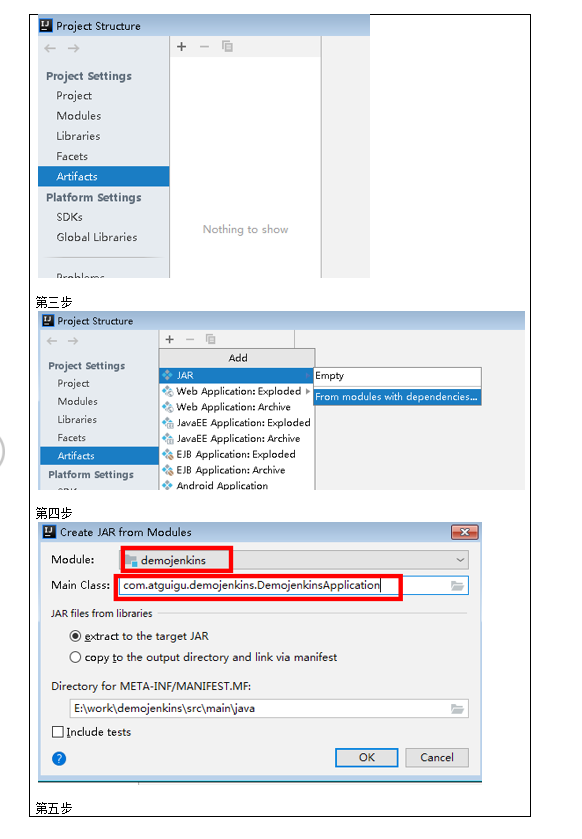 Project Structure
Project Settings
Project
Modules
Libraries
Facets
Artifacts
Platform Settings
SDKs
Global Libraries
Problems
Nothing to show
第三步
Project Structure
Project Settings
Project
Modules
Libraries
Facets
Artifacts
Platform Settings
SDKs
Add
JAR
Web Application: Exploded
Web Application: Archive
JavaEE Application: Exploded
JavaEE Application: Archive
EJB Application: Exploded
EJB Application: Archive
Android Application
Empty
From modules with dependencies...
第四步
Create JAR from Modules
Module: demojenkins
Main Class: com.atguigu.demojenkins.DemojenkinsApplication
JAR files from libraries
extract to the target JAR
copy to the output directory and link via manifest
Directory for META-INF/MANIFEST.MF:
E:\work\demojenkins\src\main\java
Include tests
OK Cancel
第五步